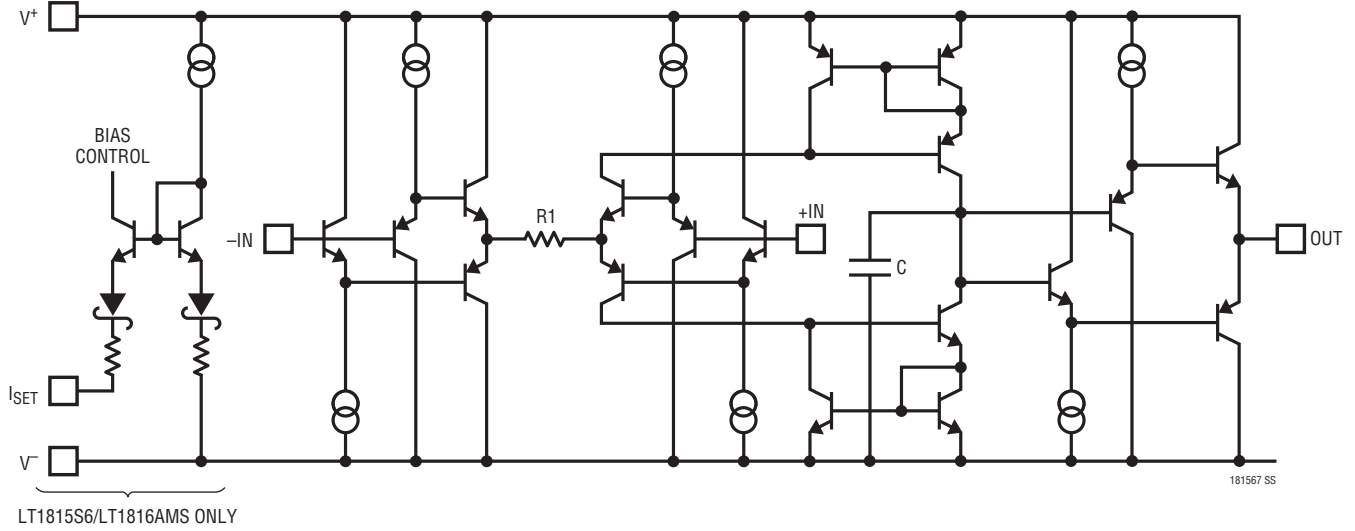 V+
BIAS
CONTROL
–IN
R1
+IN
OUT
C
ISET
V–
181567 SS
LT1815S6/LT1816AMS ONLY